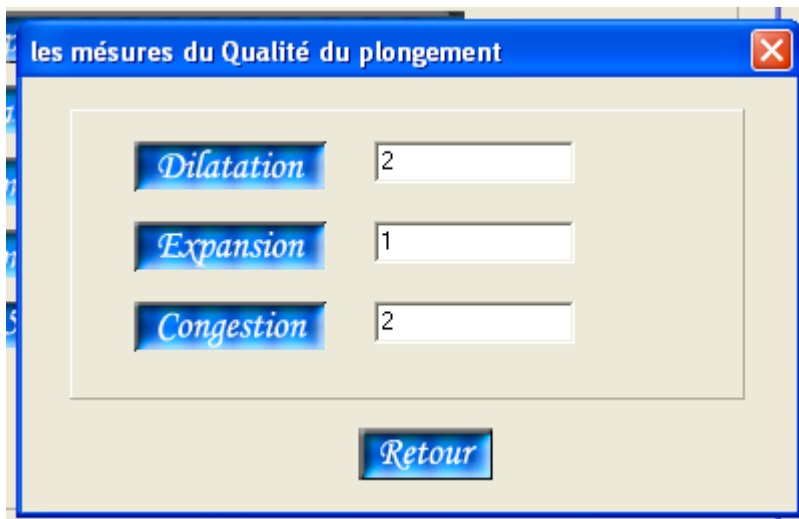 les mésures du Qualité du plongement
Dilatation 2
Expansion 1
Congestion 2
Retour